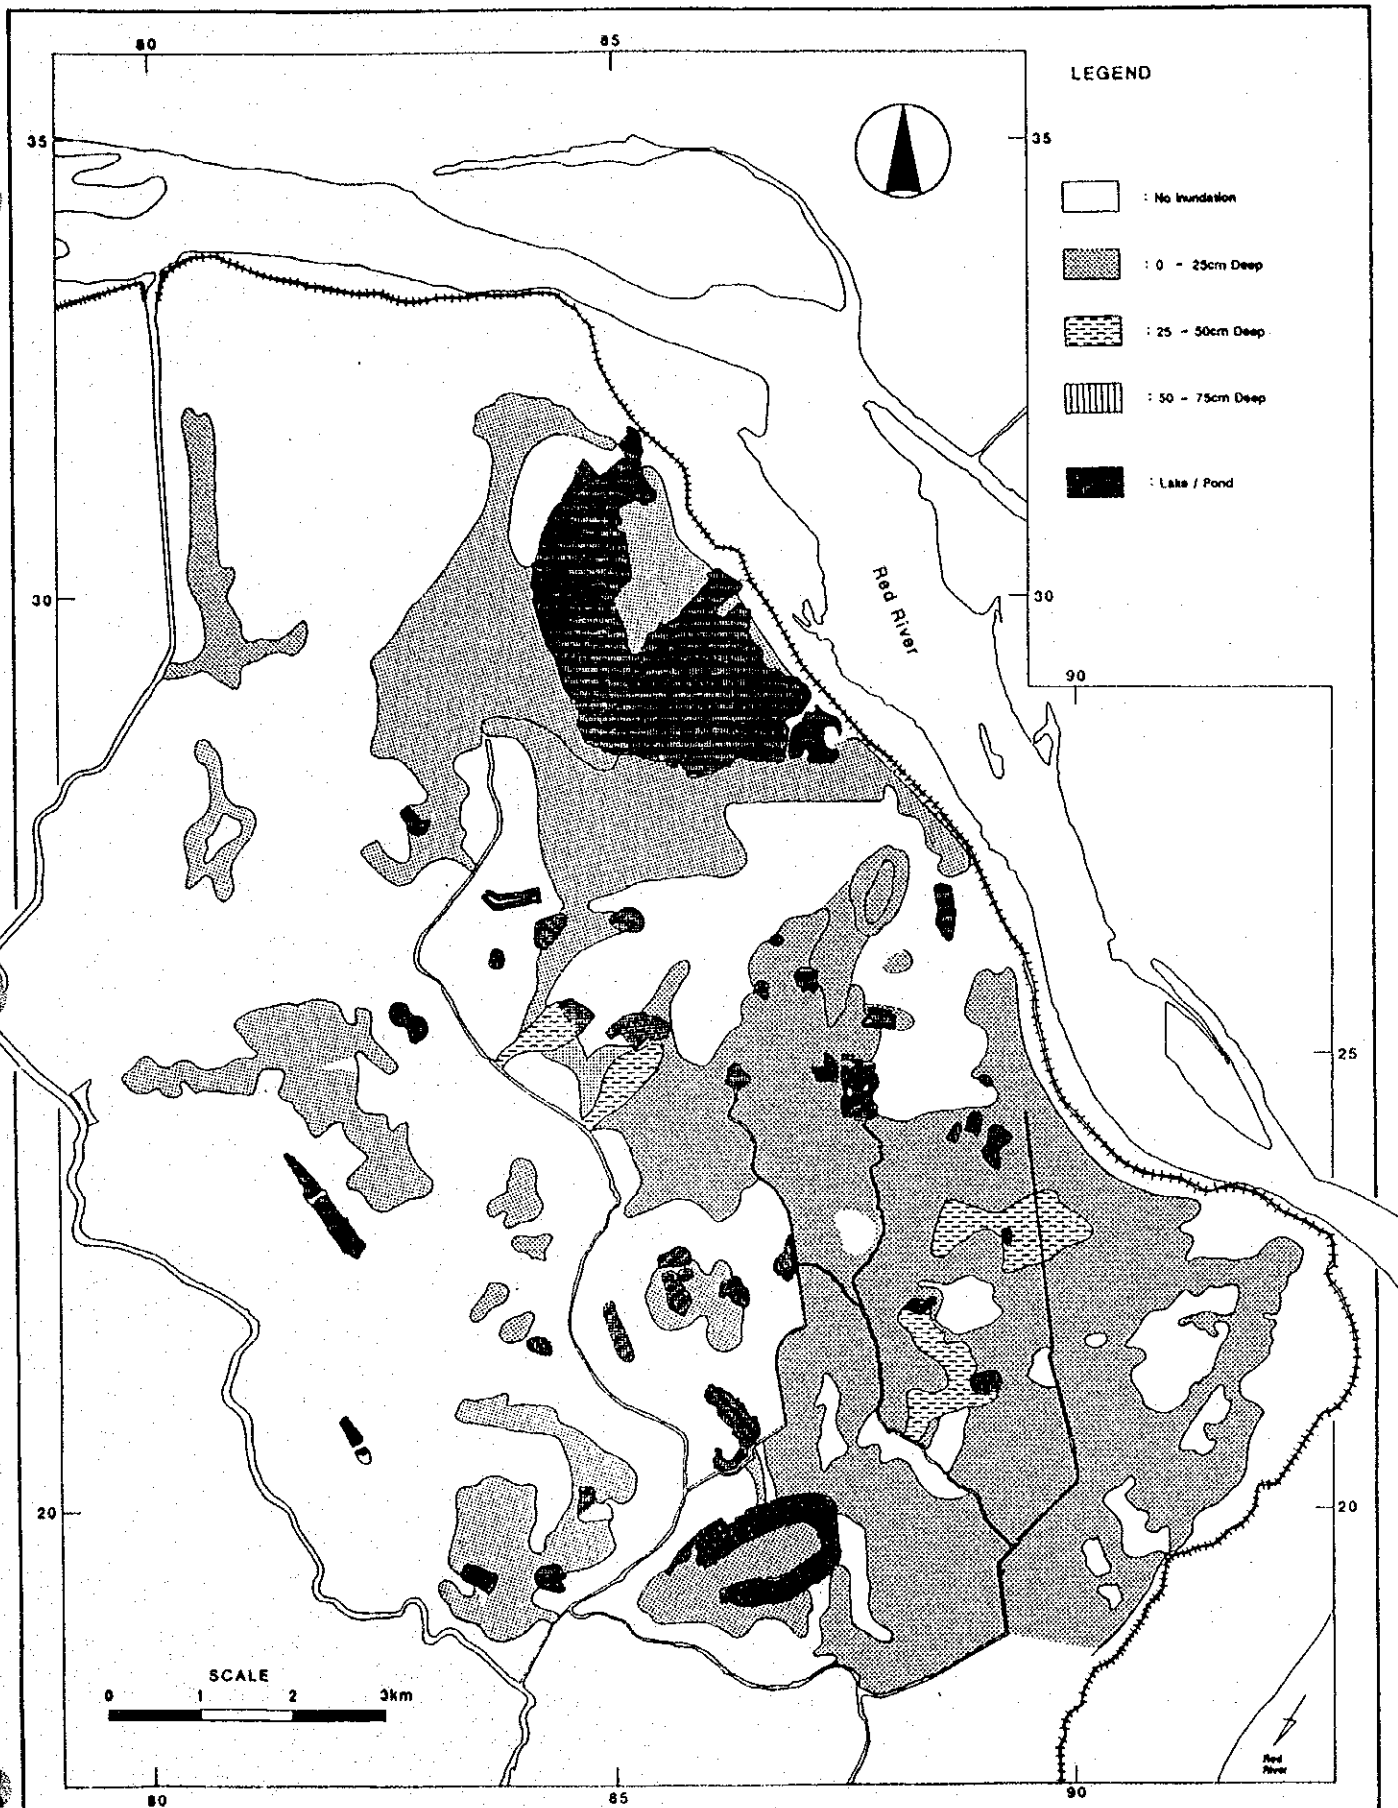 80
85
LEGEND
35
35
: No Inundation
: 0 - 25cm Deep
: 25 - 50cm Deep
: 50 - 75cm Deep
: Lake / Pond
30
Red River
30
90
25
20
20
SCALE
0 1 2 3km
Red
River
80
85
90